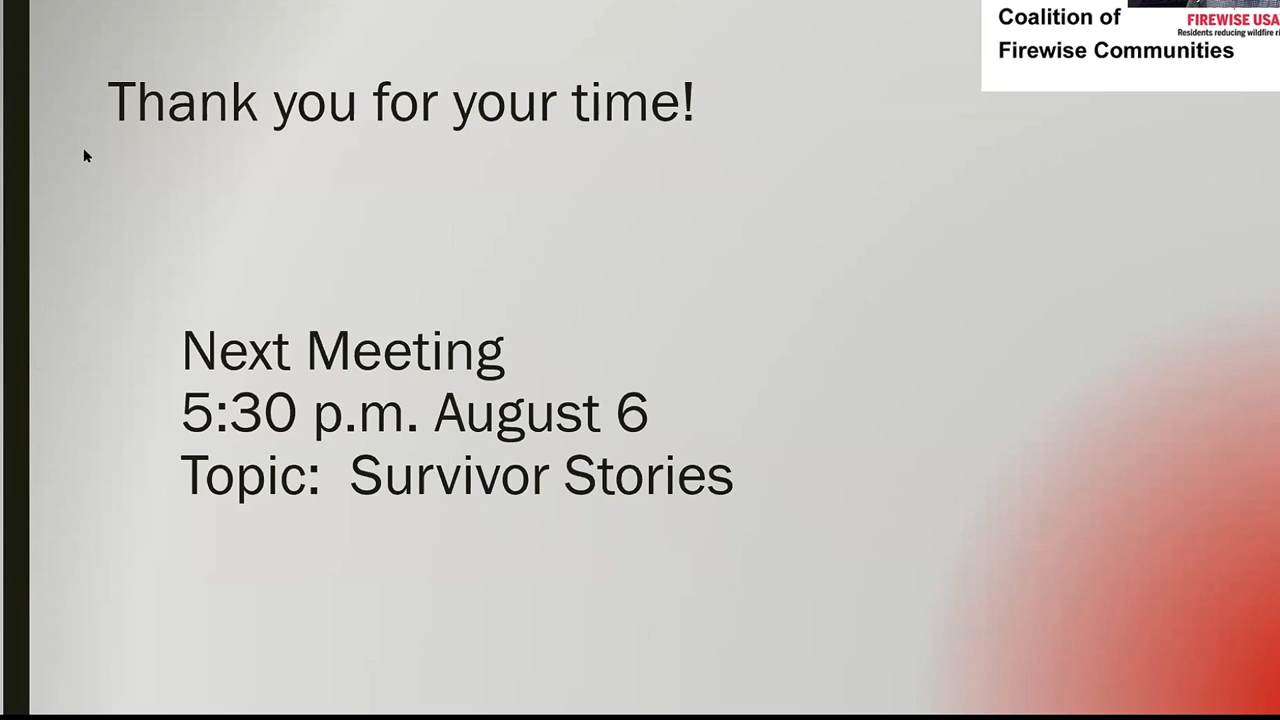 Coalition of
Firewise Communities
FIREWISE USA
Residents reducing wildfire
Thank you for your time!
Next Meeting
5:30 p.m. August 6
Topic: Survivor Stories